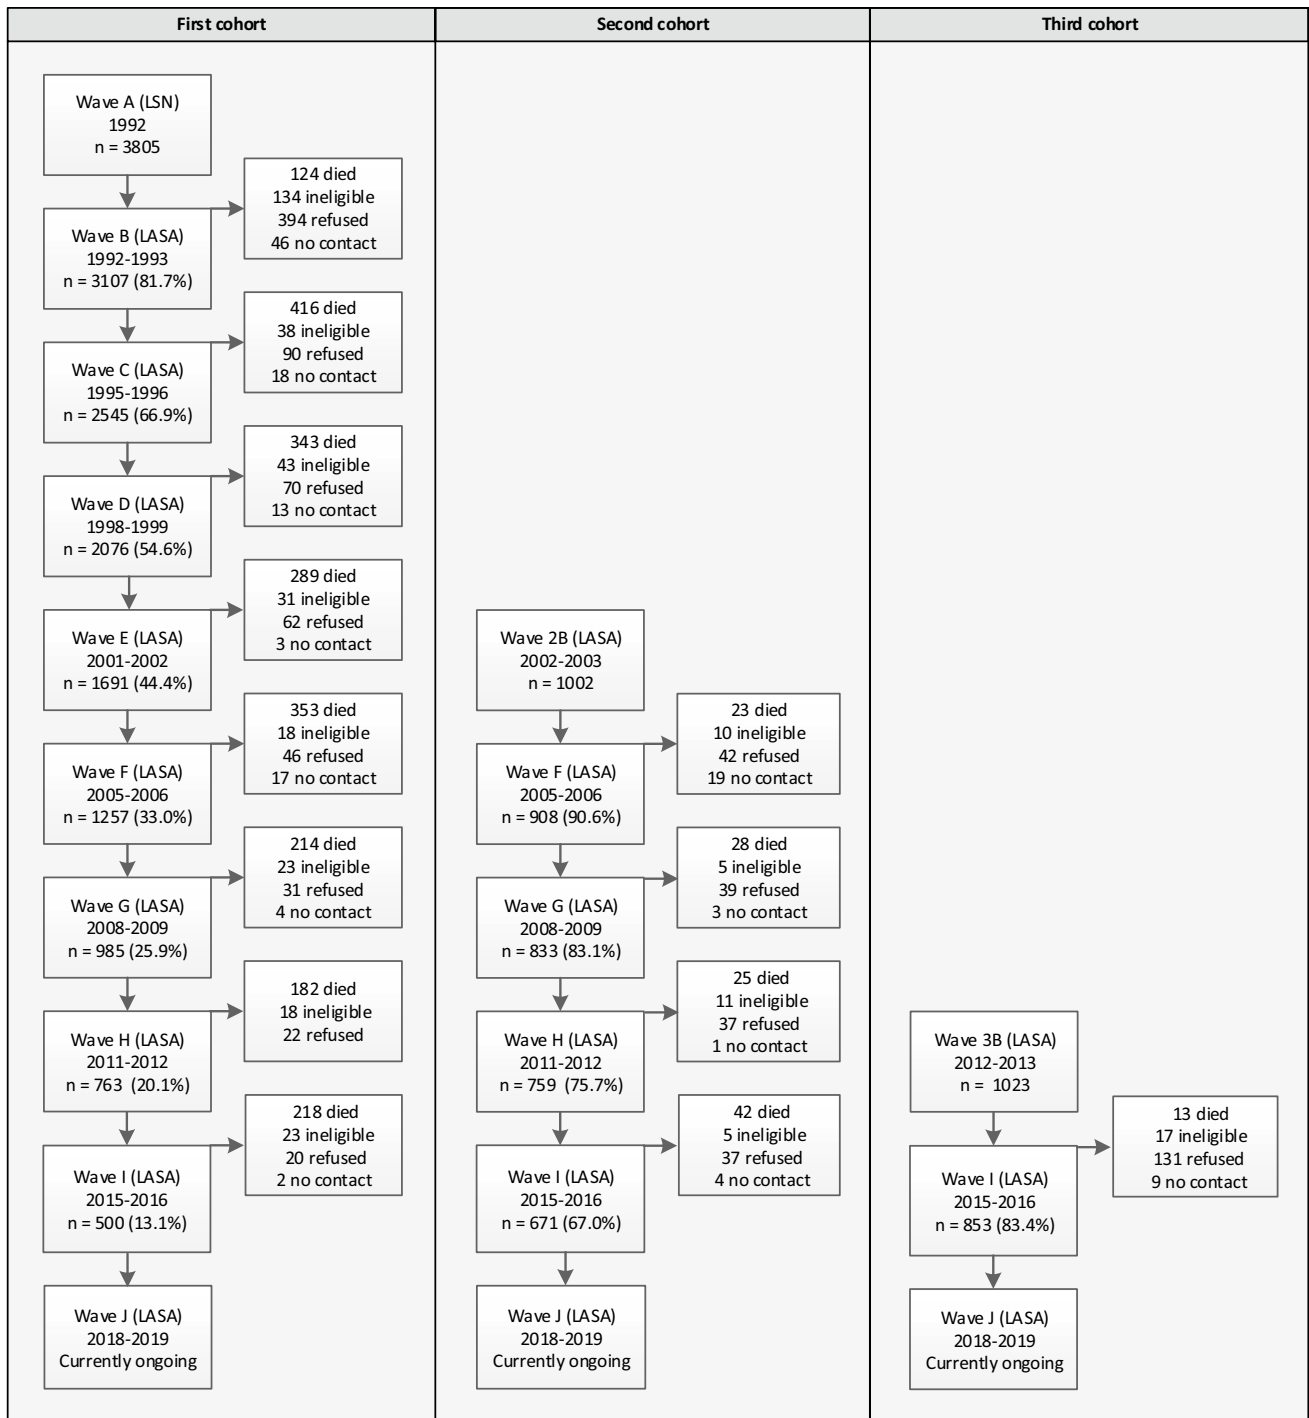 First cohort
Second cohort
Third cohort
Wave A (LSN)
1992
n = 3805
124 died
134 ineligible
394 refused
46 no contact
Wave B (LASA)
1992-1993
n = 3107 (81.7%)
416 died
38 ineligible
90 refused
18 no contact
Wave C (LASA)
1995-1996
n = 2545 (66.9%)
343 died
43 ineligible
70 refused
13 no contact
Wave D (LASA)
1998-1999
n = 2076 (54.6%)
289 died
31 ineligible
62 refused
3 no contact
Wave E (LASA)
2001-2002
n = 1691 (44.4%)
353 died
18 ineligible
46 refused
17 no contact
Wave F (LASA)
2005-2006
n = 1257 (33.0%)
214 died
23 ineligible
31 refused
4 no contact
Wave G (LASA)
2008-2009
n = 985 (25.9%)
182 died
18 ineligible
22 refused
Wave H (LASA)
2011-2012
n = 763 (20.1%)
218 died
23 ineligible
20 refused
2 no contact
Wave I (LASA)
2015-2016
n = 500 (13.1%)
Wave J (LASA)
2018-2019
Currently ongoing
Wave 2B (LASA)
2002-2003
n = 1002
23 died
10 ineligible
42 refused
19 no contact
Wave F (LASA)
2005-2006
n = 908 (90.6%)
28 died
5 ineligible
39 refused
3 no contact
Wave G (LASA)
2008-2009
n = 833 (83.1%)
25 died
11 ineligible
37 refused
1 no contact
Wave H (LASA)
2011-2012
n = 759 (75.7%)
42 died
5 ineligible
37 refused
4 no contact
Wave I (LASA)
2015-2016
n = 671 (67.0%)
Wave J (LASA)
2018-2019
Currently ongoing
Wave 3B (LASA)
2012-2013
n = 1023
13 died
17 ineligible
131 refused
9 no contact
Wave I (LASA)
2015-2016
n = 853 (83.4%)
Wave J (LASA)
2018-2019
Currently ongoing